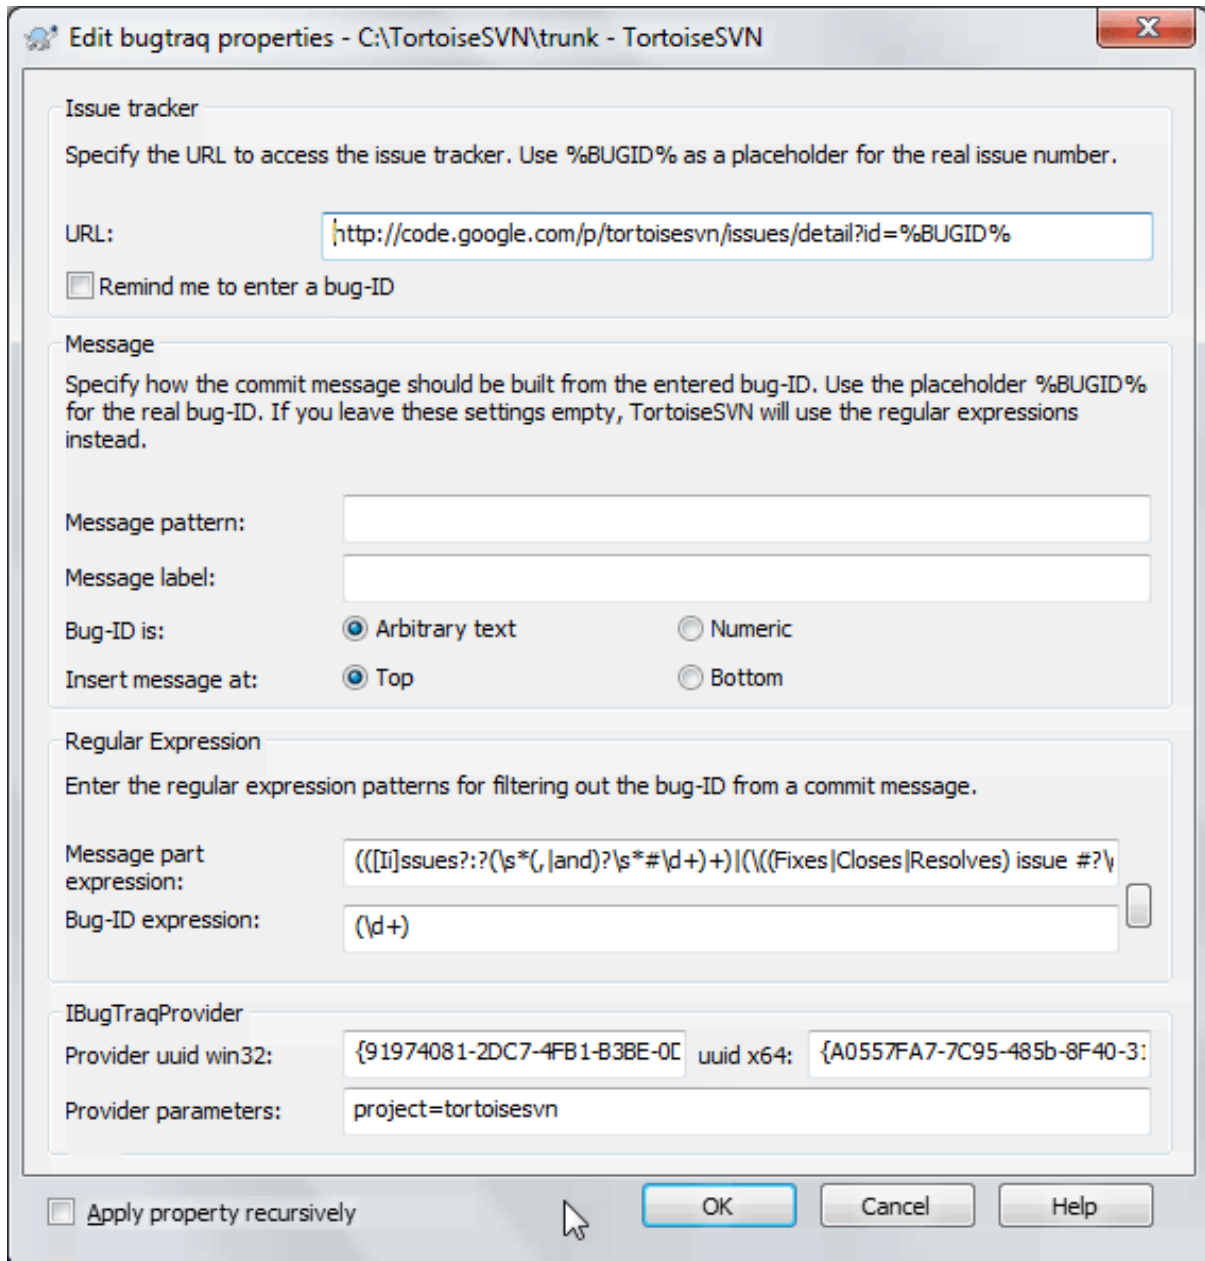 Edit bugtraq properties - C:\TortoiseSVN\trunk - TortoiseSVN
Issue tracker
Specify the URL to access the issue tracker. Use %BUGID% as a placeholder for the real issue number.
URL: http://code.google.com/p/tortoisesvn/issues/detail?id=%BUGID%
Remind me to enter a bug-ID
Message
Specify how the commit message should be built from the entered bug-ID. Use the placeholder %BUGID%
for the real bug-ID. If you leave these settings empty, TortoiseSVN will use the regular expressions
instead.
Message pattern:
Message label:
Bug-ID is: Arbitrary text Numeric
Insert message at: Top Bottom
Regular Expression
Enter the regular expression patterns for filtering out the bug-ID from a commit message.
Message part
expression:
(([Ii]ssues?:?(\s*(,|and)?\s*#\d+)+)|(\((Fixes|Closes|Resolves) issue #?\
Bug-ID expression: (\d+)
IBugTraqProvider
Provider uuid win32: {91974081-2DC7-4FB1-B3BE-0D uuid x64: {A0557FA7-7C95-485b-8F40-31
Provider parameters: project=tortoisesvn
Apply property recursively OK Cancel Help